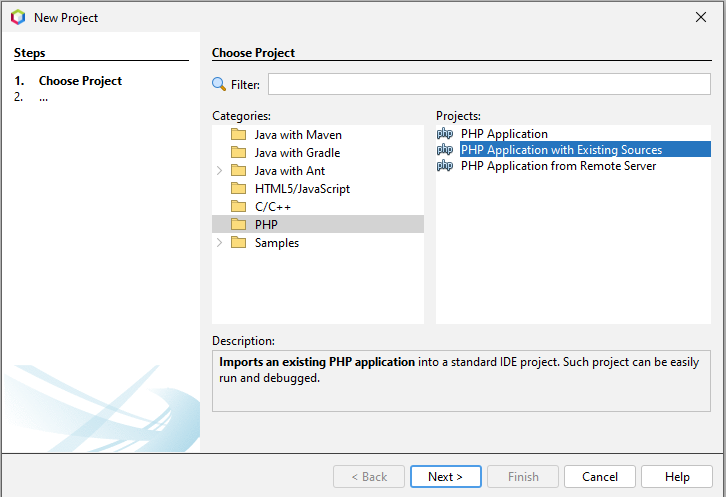 New Project
Steps
1. Choose Project
2. ...
Choose Project
Filter:
Categories:
Java with Maven
Java with Gradle
Java with Ant
HTML5/JavaScript
C/C++
PHP
Samples
Projects:
php PHP Application
php PHP Application with Existing Sources
php PHP Application from Remote Server
Description:
Imports an existing PHP application into a standard IDE project. Such project can be easily
run and debugged.
< Back
Next >
Finish
Cancel
Help